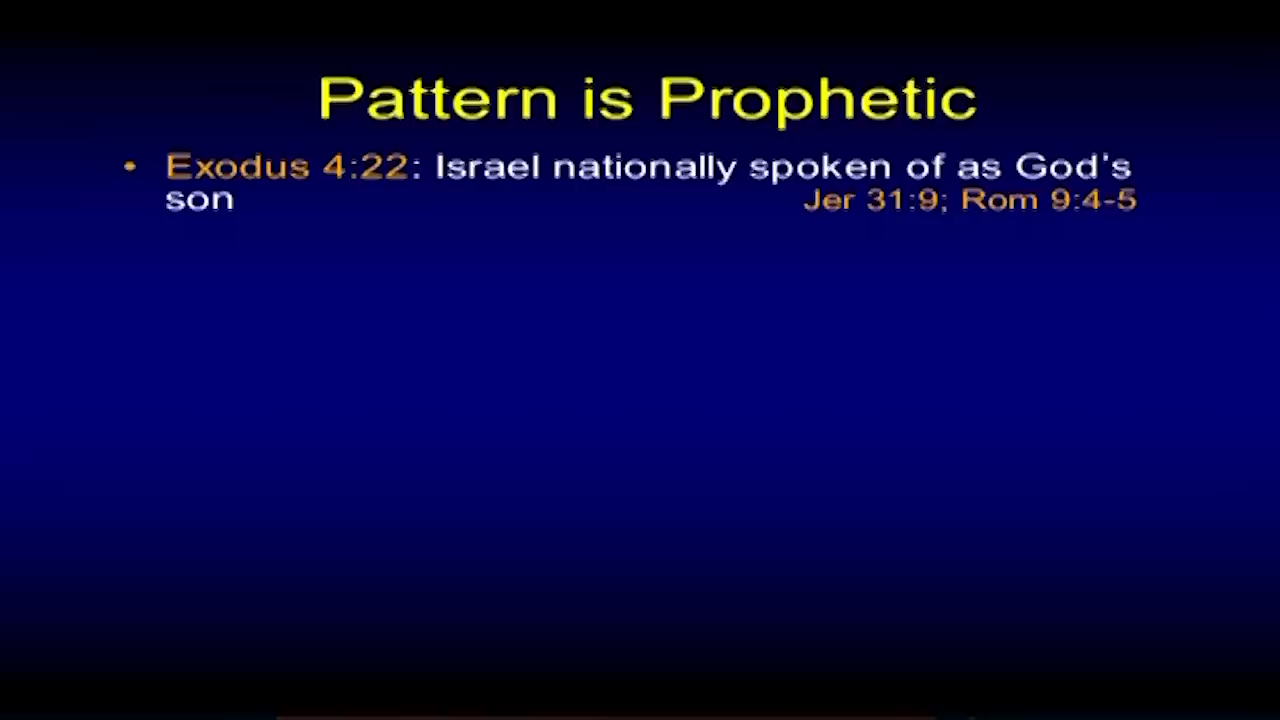 Pattern is Prophetic
• Exodus 4:22: Israel nationally spoken of as God's
son Jer 31:9; Rom 9:4-5